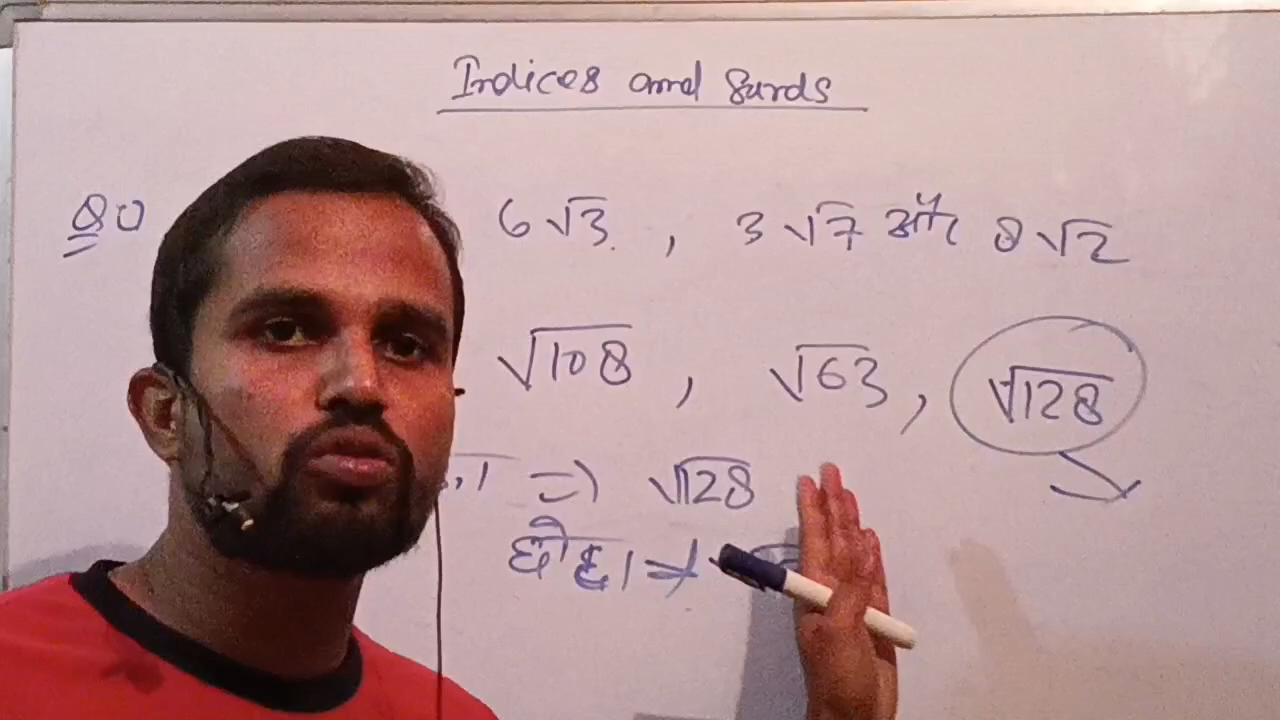 Indices and Surds
Q0 6√3, 3√7 और 8√2
√108, √63, √128
=) √128
छोटा =)